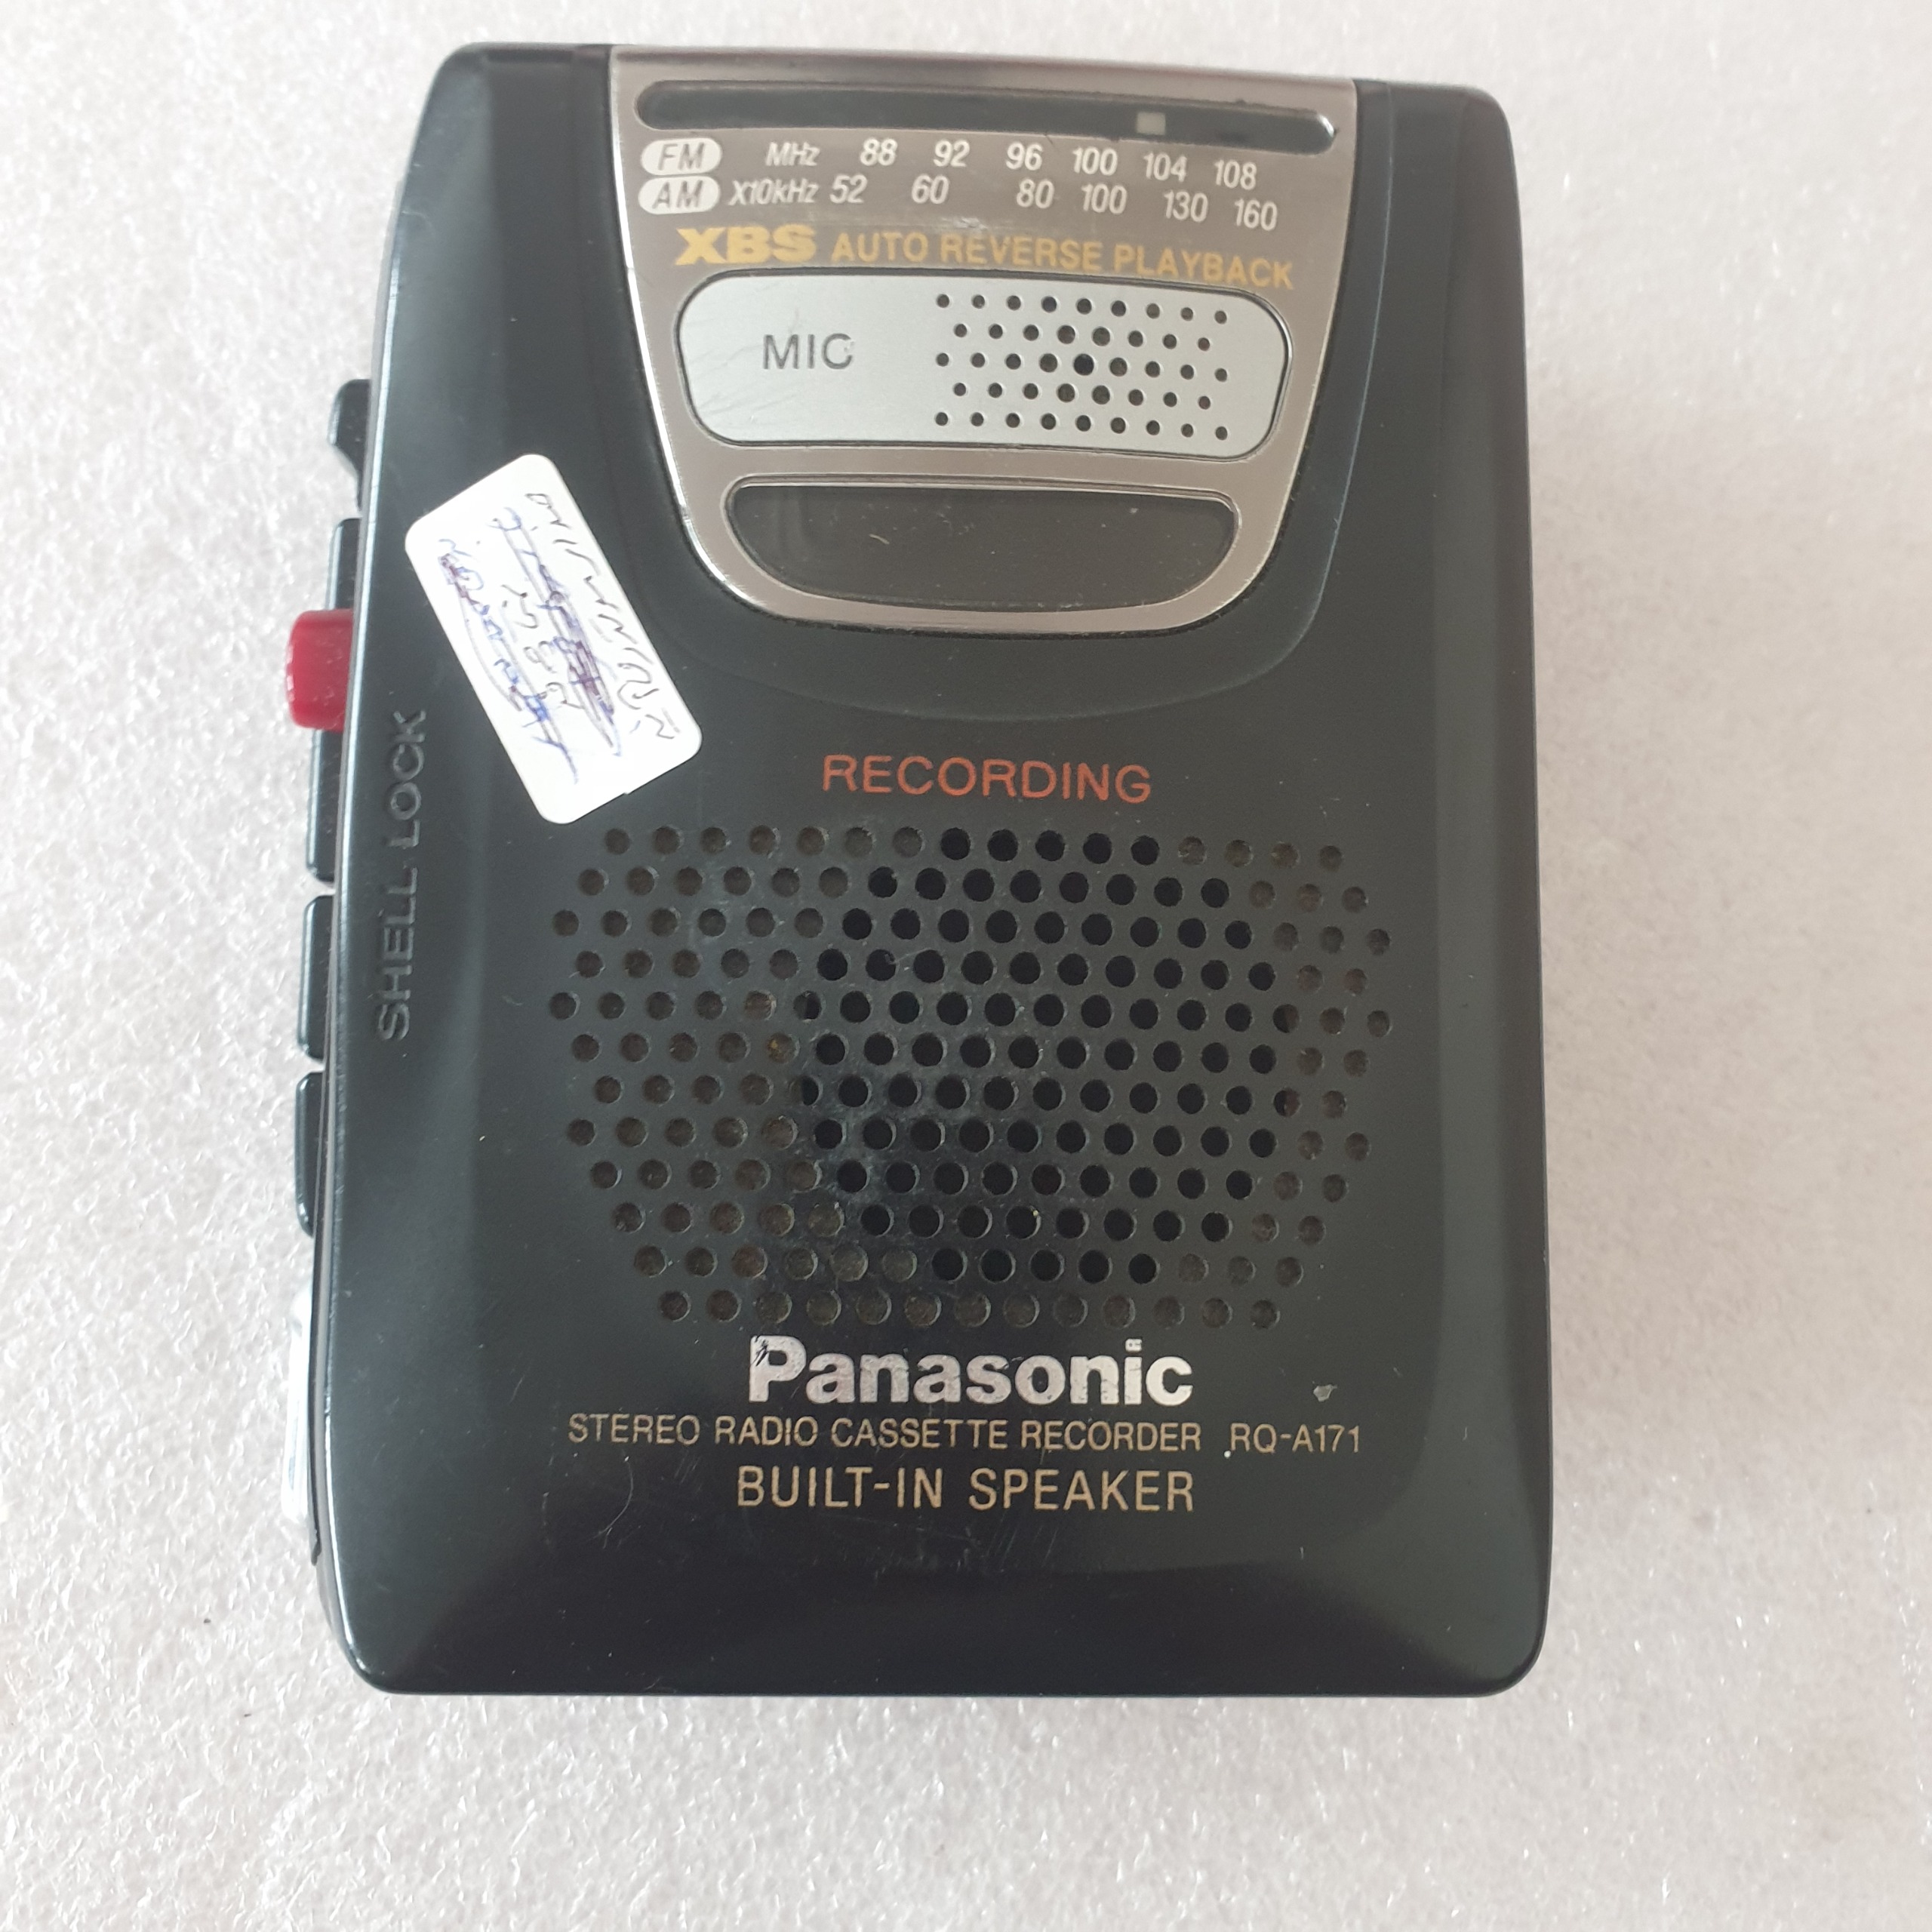 FM MHz 88 92 96 100 104 108
AM X10kHz 52 60 80 100 130 160
XBS AUTO REVERSE PLAYBACK
MIC
RECORDING
SHELL LOCK
Panasonic
STEREO RADIO CASSETTE RECORDER RQ-A171
BUILT-IN SPEAKER